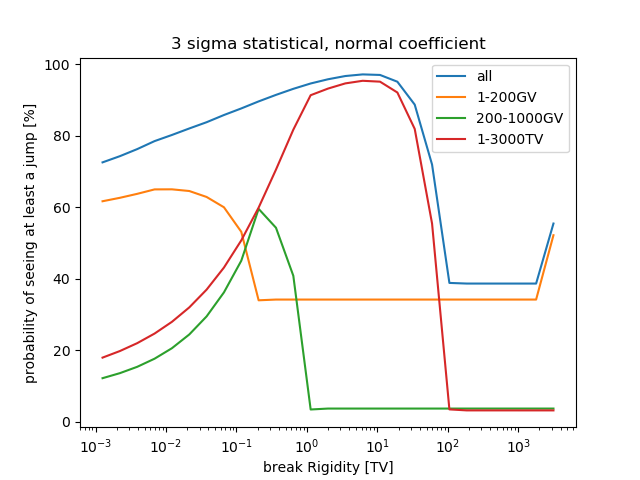 3 sigma statistical, normal coefficient
probability of seeing at least a jump [%]
100
80
60
40
20
0
all
1-200GV
200-1000GV
1-3000TV
10⁻³ 10⁻² 10⁻¹ 10⁰ 10¹ 10² 10³
break Rigidity [TV]